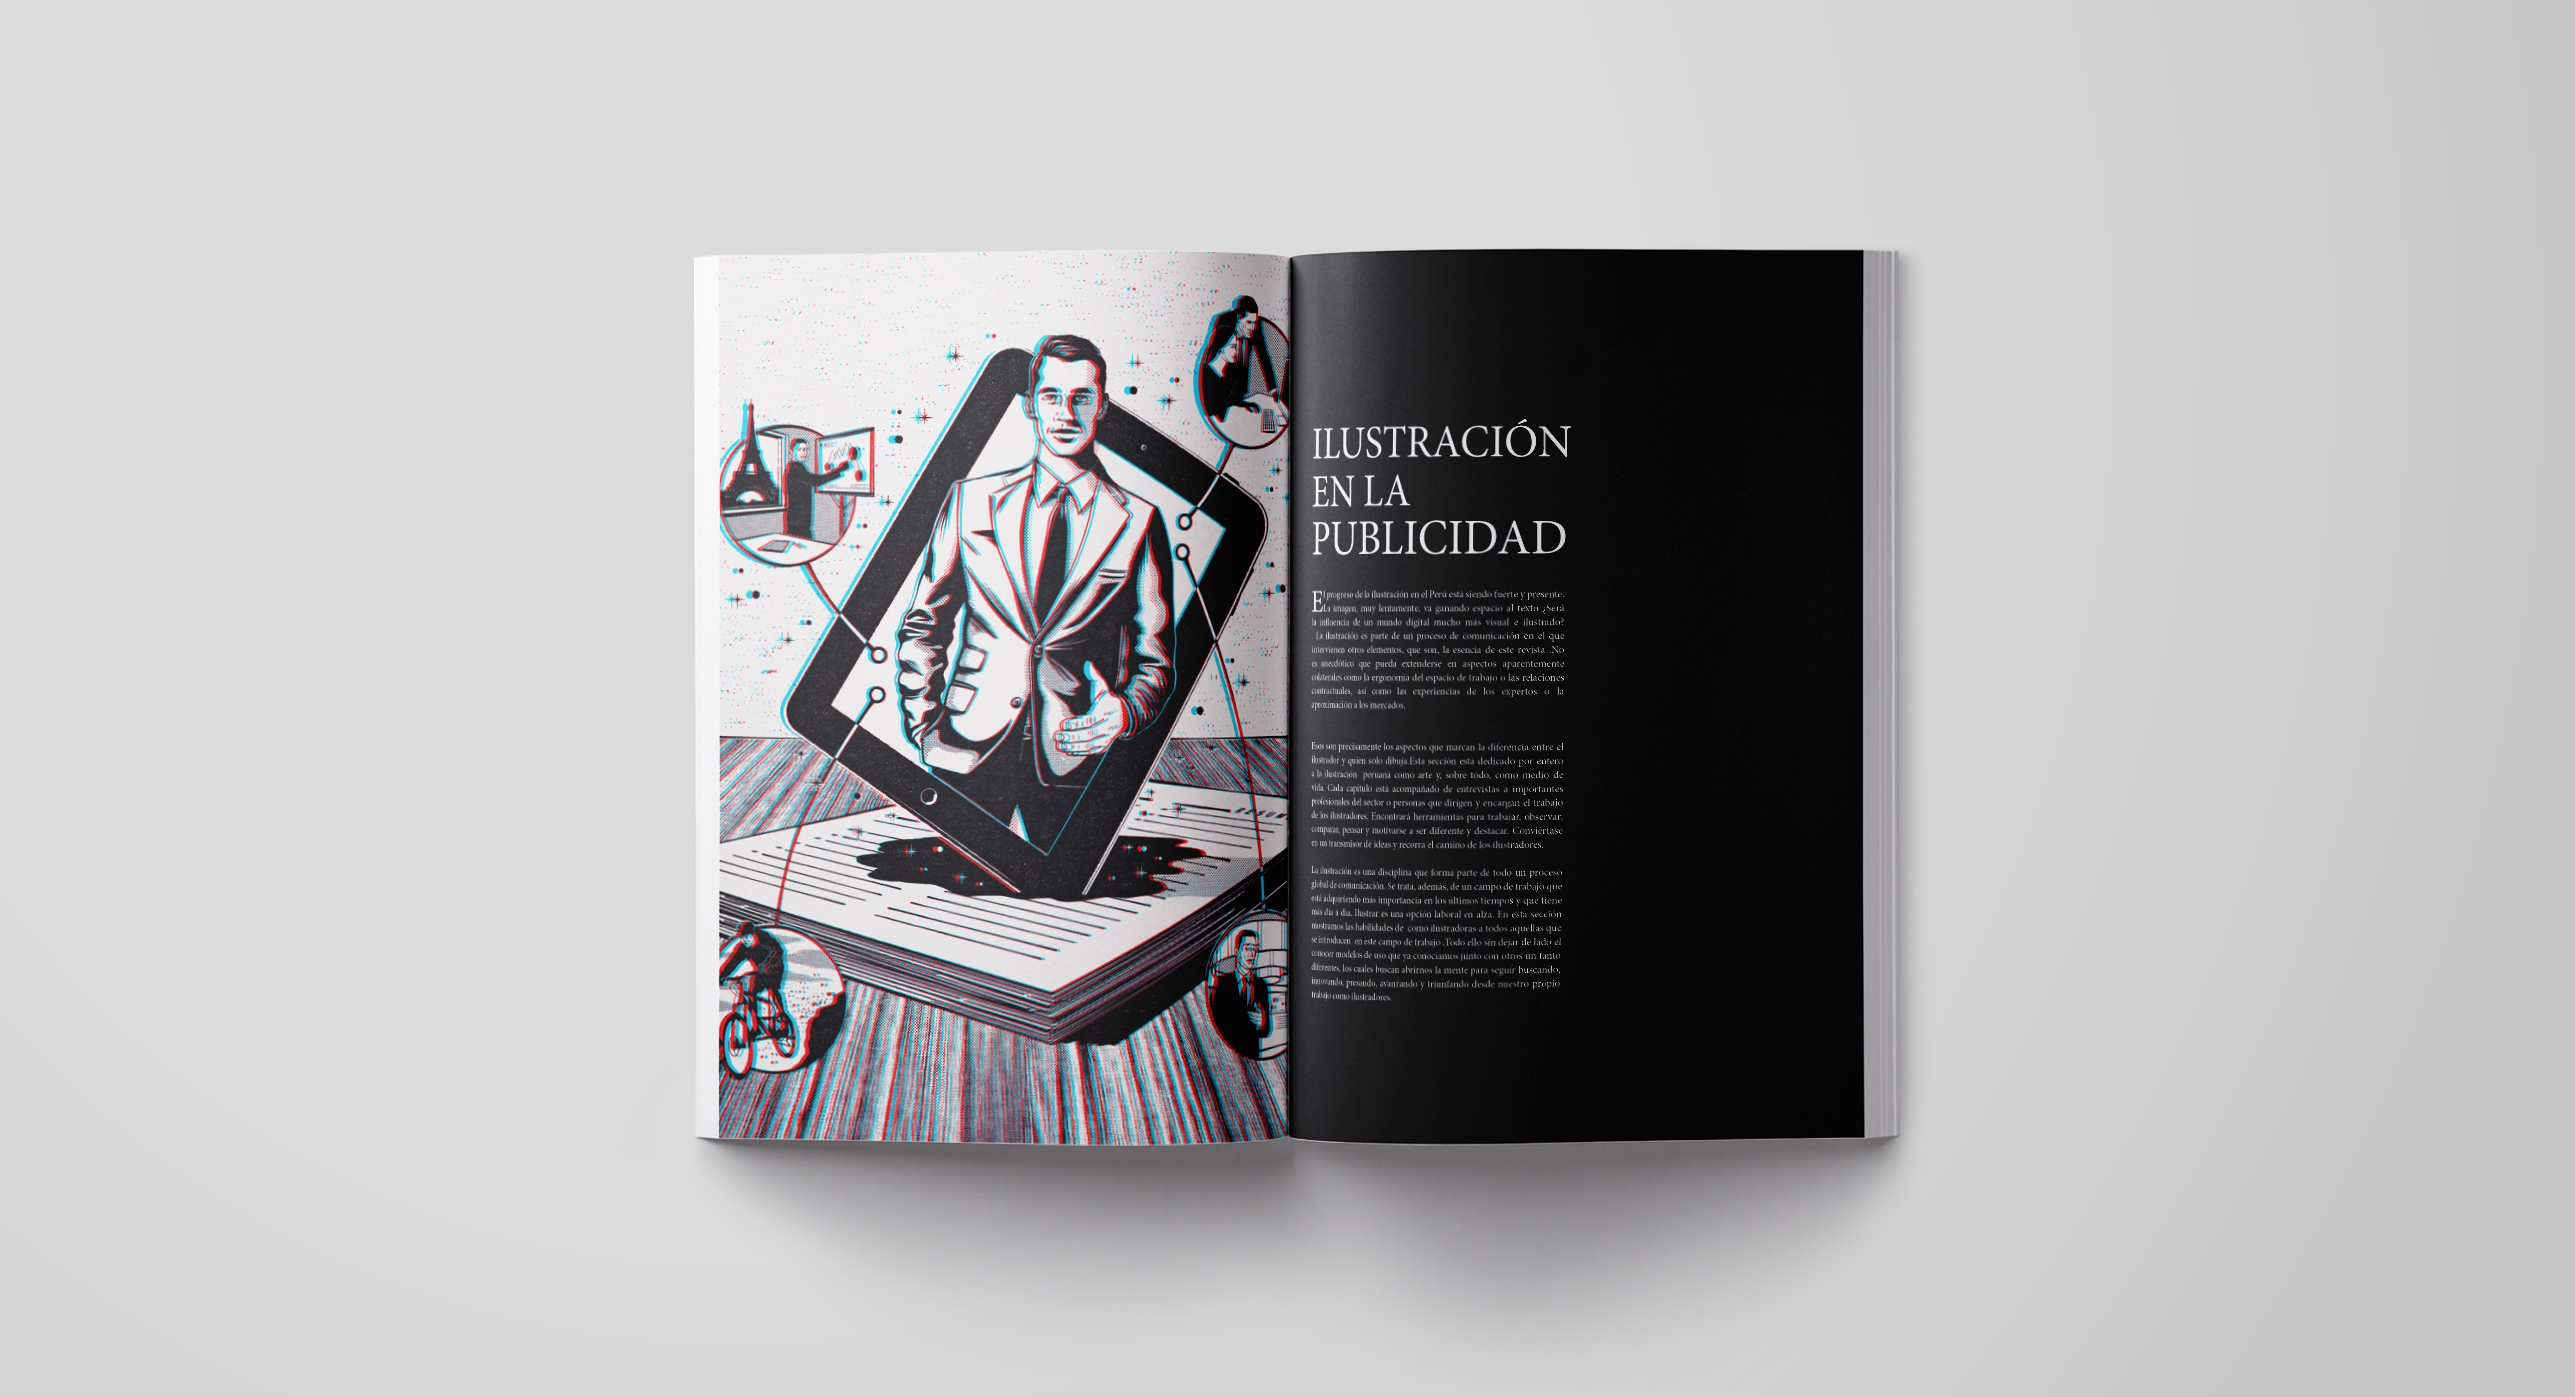 ILUSTRACIÓN
EN LA
PUBLICIDAD
El progreso de la ilustración en el Perú está siendo fuerte y presente.
La imagen, muy lentamente, va ganando espacio al texto ¿Será
la influencia de un mundo digital mucho más visual e ilustrado?
. La ilustración es parte de un proceso de comunicación en el que
intervienen otros elementos, que son, la esencia de este revista .No
es anecdótico que pueda extenderse en aspectos aparentemente
colaterales como la ergonomía del espacio de trabajo o las relaciones
contractuales, así como las experiencias de los expertos o la
aproximación a los mercados.
Esos son precisamente los aspectos que marcan la diferencia entre el
ilustrador y quien solo dibuja.Esta sección está dedicado por entero
a la ilustración peruana como arte y, sobre todo, como medio de
vida. Cada capítulo está acompañado de entrevistas a importantes
profesionales del sector o personas que dirigen y encargan el trabajo
de los ilustradores. Encontrará herramientas para trabajar, observar,
comparar, pensar y motivarse a ser diferente y destacar. Conviértase
en un transmisor de ideas y recorra el camino de los ilustradores.
La ilustración es una disciplina que forma parte de todo un proceso
global de comunicación. Se trata, además, de un campo de trabajo que
está adquiriendo más importancia en los últimos tiempos y que tiene
más día a día. Ilustrar es una opción laboral en alza. En esta sección
mostramos las habilidades de como ilustradoras a todos aquellas que
se introducen en este campo de trabajo .Todo ello sin dejar de lado el
conocer modelos de uso que ya conocíamos junto con otros un tanto
diferentes, los cuales buscan abrirnos la mente para seguir buscando,
innovando, presando, avanzando y triunfando desde nuestro propio
trabajo como ilustradores.